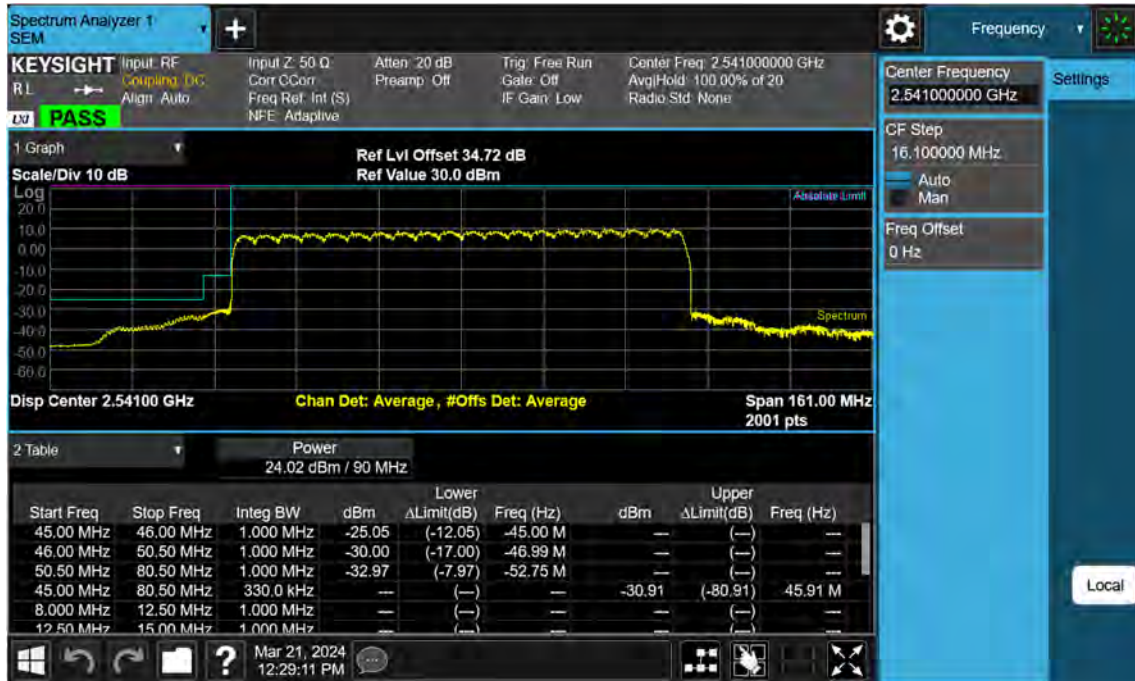 Spectrum Analyzer 1
SEM
Frequency
KEYSIGHT
RL
LXI
PASS
Input: RF
Coupling: DC
Align: Auto
Input Z: 50 Ω
Corr CCorr
Freq Ref: Int (S)
NFE: Adaptive
Atten: 20 dB
Preamp: Off
Trig: Free Run
Gate: Off
IF Gain: Low
Center Freq: 2.541000000 GHz
Avg|Hold: 100.00% of 20
Radio Std: None
Center Frequency
2.541000000 GHz
Settings
CF Step
16.100000 MHz
Auto
Man
Freq Offset
0 Hz
Local
1 Graph
Scale/Div 10 dB
Ref Lvl Offset 34.72 dB
Ref Value 30.0 dBm
Log
Absolute Limit
20.0
10.0
0.00
-10.0
-20.0
-30.0
-40.0
-50.0
-60.0
Spectrum
Disp Center 2.54100 GHz
Chan Det: Average, #Offs Det: Average
Span 161.00 MHz
2001 pts
2 Table
Power
24.02 dBm / 90 MHz
Lower Upper
Start Freq Stop Freq Integ BW dBm ΔLimit(dB) Freq (Hz) dBm ΔLimit(dB) Freq (Hz)
45.00 MHz 46.00 MHz 1.000 MHz -25.05 (-12.05) -45.00 M --- (---) ---
46.00 MHz 50.50 MHz 1.000 MHz -30.00 (-17.00) -46.99 M --- (---) ---
50.50 MHz 80.50 MHz 1.000 MHz -32.97 (-7.97) -52.75 M --- (---) ---
45.00 MHz 80.50 MHz 330.0 kHz --- (---) --- -30.91 (-80.91) 45.91 M
8.000 MHz 12.50 MHz 1.000 MHz --- (---) --- --- (---) ---
12.50 MHz 15.00 MHz 1.000 MHz --- (---) --- --- (---) ---
?
Mar 21, 2024
12:29:11 PM